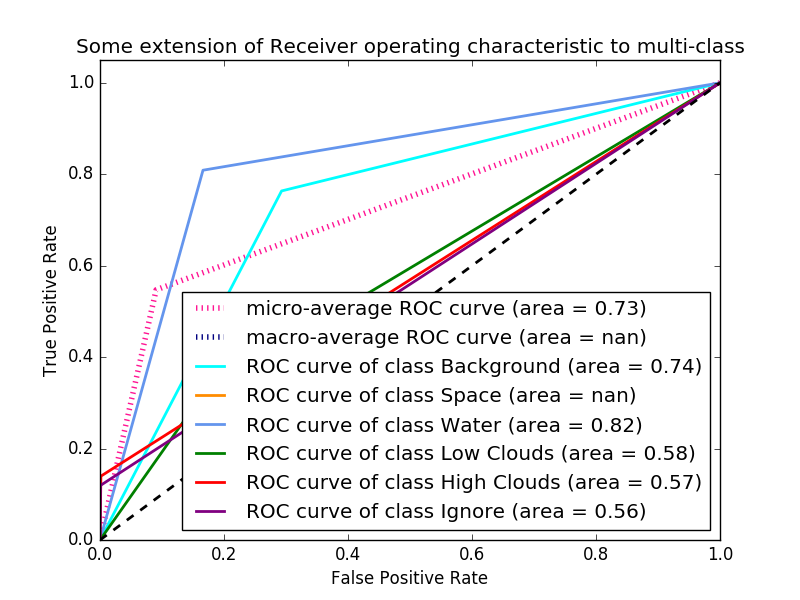 Some extension of Receiver operating characteristic to multi-class
True Positive Rate
1.0
0.8
0.6
0.4
0.2
0.0
micro-average ROC curve (area = 0.73)
macro-average ROC curve (area = nan)
ROC curve of class Background (area = 0.74)
ROC curve of class Space (area = nan)
ROC curve of class Water (area = 0.82)
ROC curve of class Low Clouds (area = 0.58)
ROC curve of class High Clouds (area = 0.57)
ROC curve of class Ignore (area = 0.56)
0.0 0.2 0.4 0.6 0.8 1.0
False Positive Rate